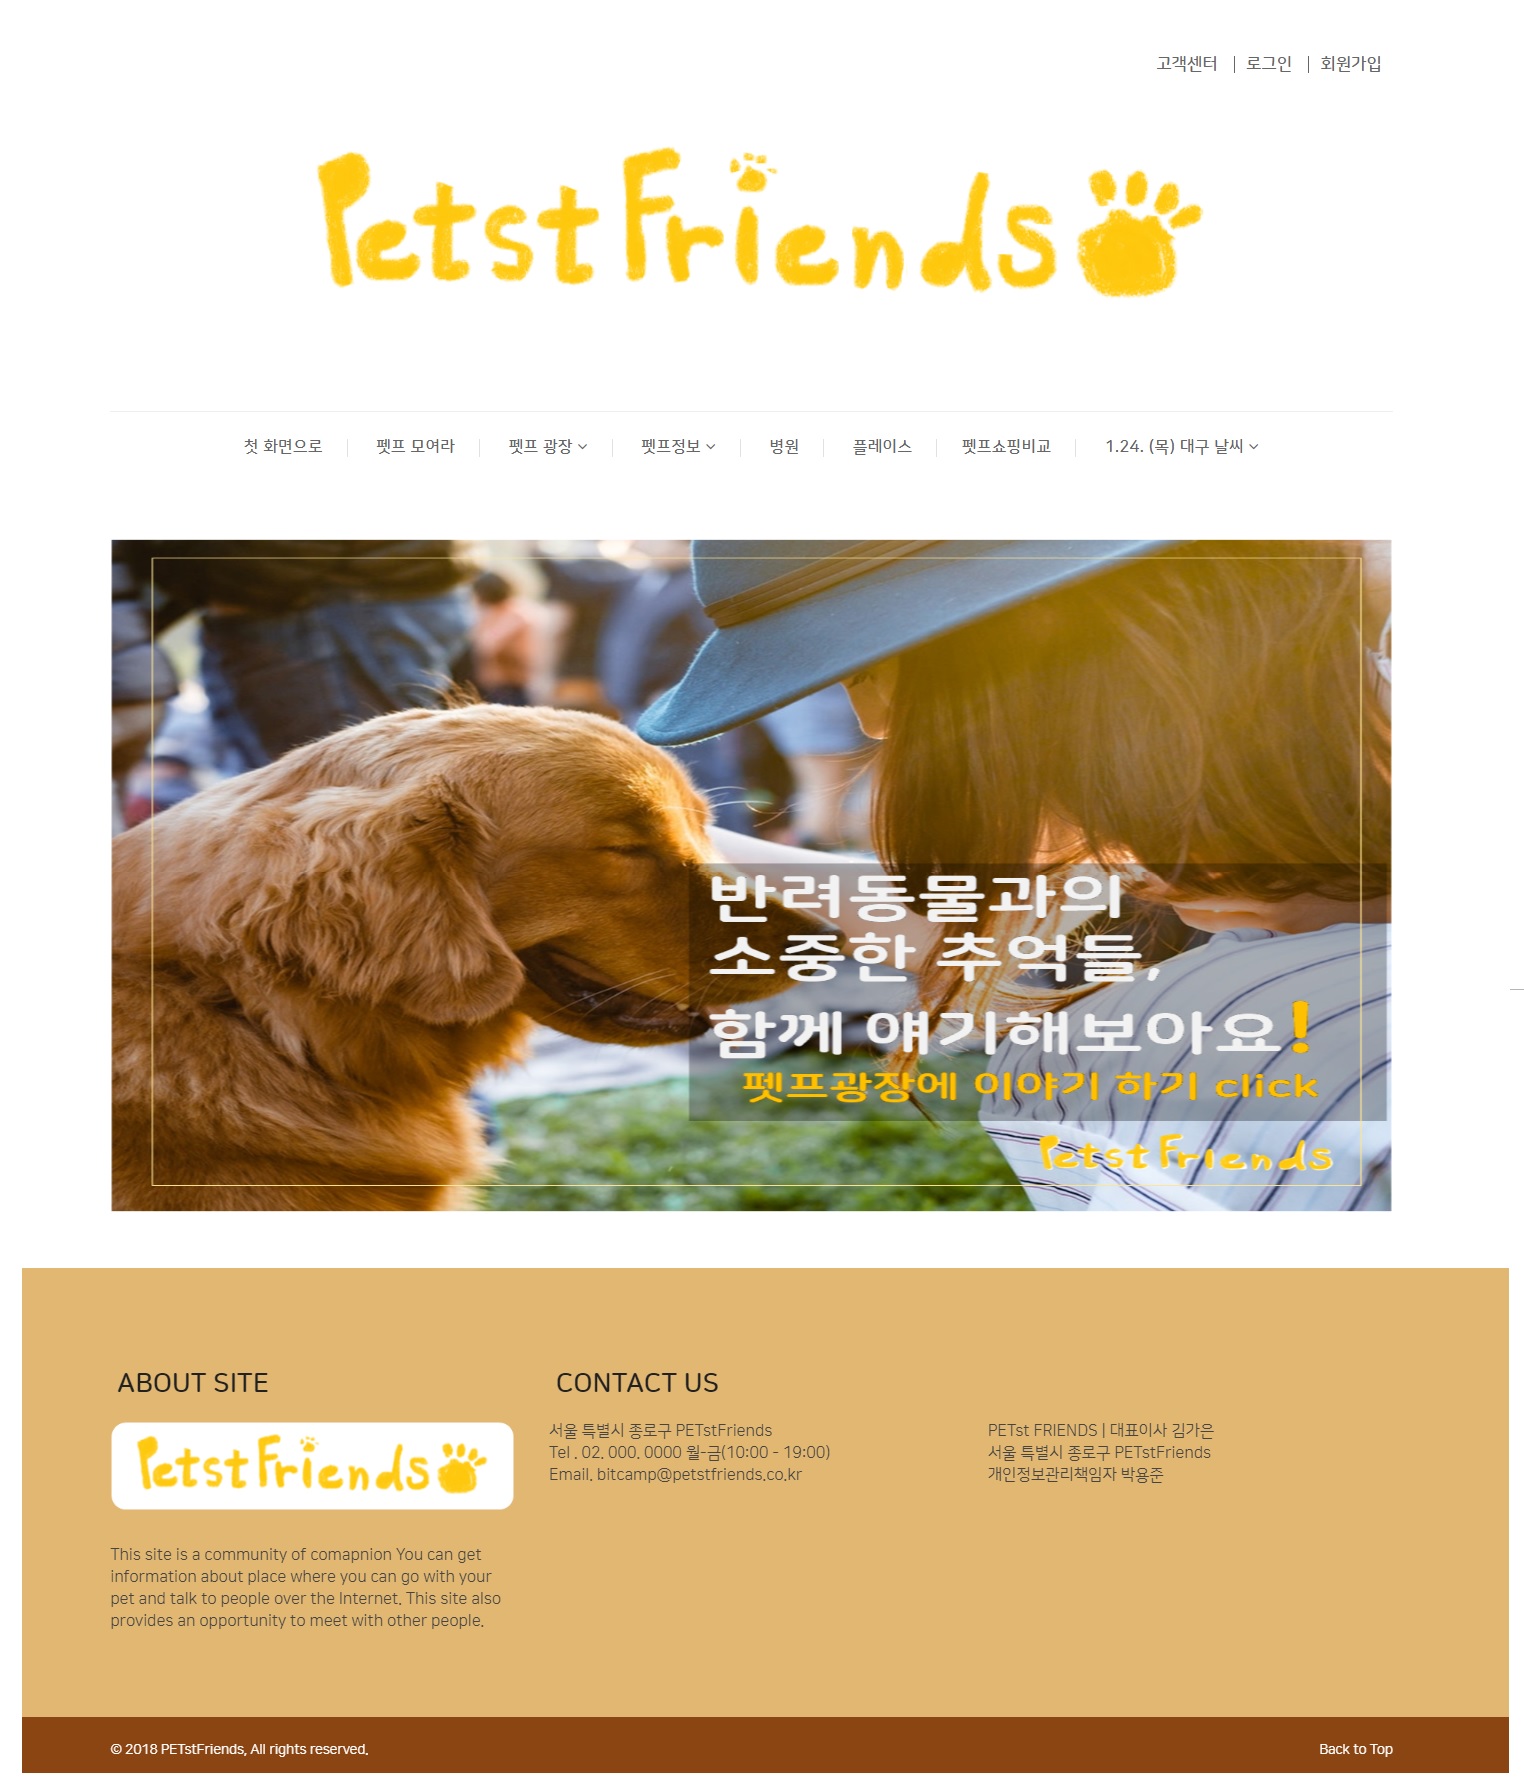 고객센터 | 로그인 | 회원가입
PetstFriends
첫 화면으로 | 펫프 모여라 | 펫프 광장 | 펫프정보 | 병원 | 플레이스 | 펫프쇼핑비교 | 1.24. (목) 대구 날씨
반려동물과의
소중한 추억들,
함께 얘기해보아요!
펫프광장에 이야기 하기 click
PetstFriends
ABOUT SITE
PetstFriends
This site is a community of comapnion You can get
information about place where you can go with your
pet and talk to people over the Internet. This site also
provides an opportunity to meet with other people.
CONTACT US
서울 특별시 종로구 PETstFriends
Tel . 02. 000. 0000 월-금(10:00 - 19:00)
Email. bitcamp@petstfriends.co.kr
PETst FRIENDS | 대표이사 김가은
서울 특별시 종로구 PETstFriends
개인정보관리책임자 박용준
© 2018 PETstFriends, All rights reserved.
Back to Top